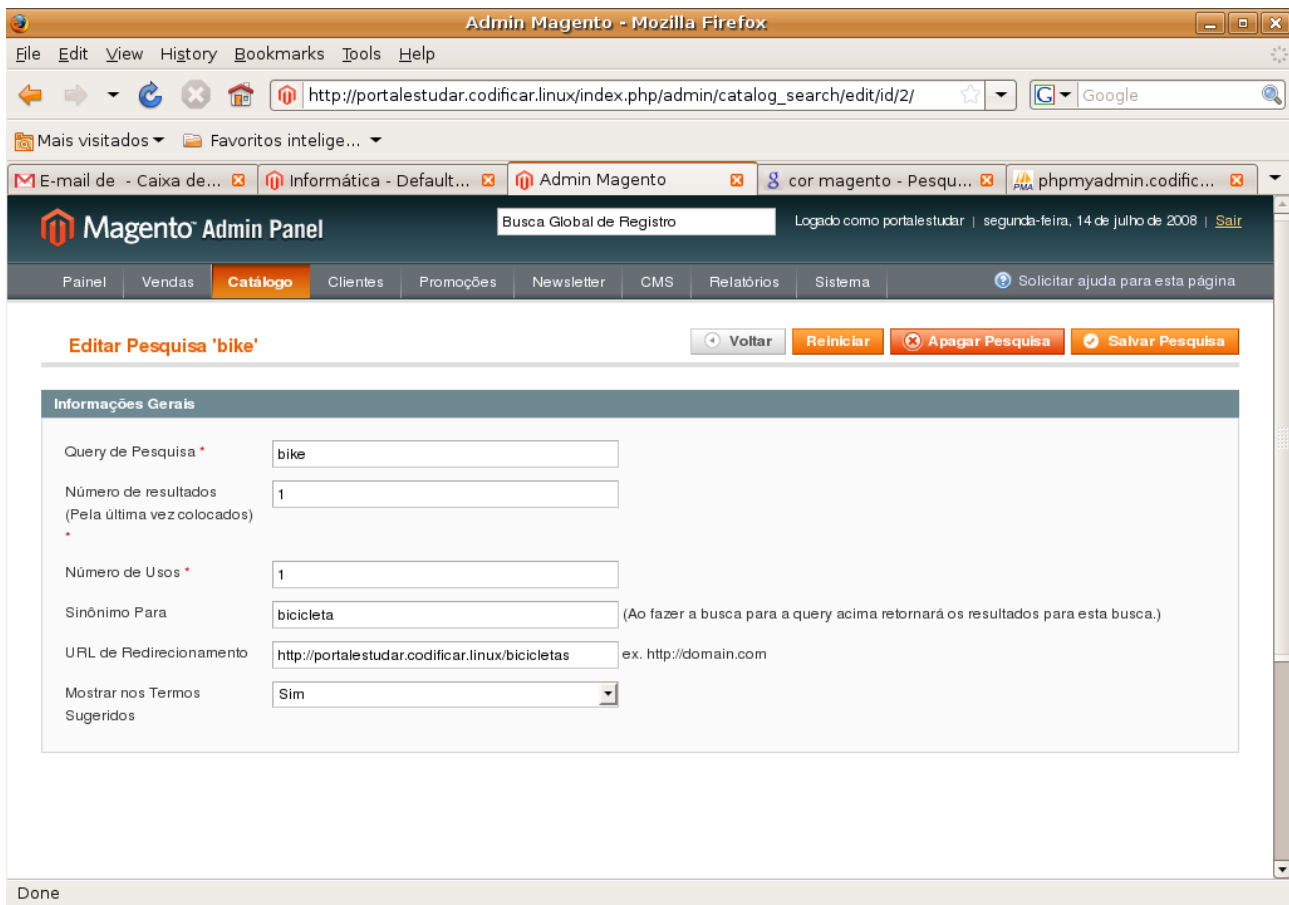 Admin Magento - Mozilla Firefox
File Edit View History Bookmarks Tools Help
http://portalestudar.codificar.linux/index.php/admin/catalog_search/edit/id/2/ G Google
Mais visitados Favoritos intelige...
E-mail de - Caixa de... Informática - Default... Admin Magento cor magento - Pesqu... phpmyadmin.codific...
Magento™ Admin Panel Busca Global de Registro Logado como portalestudar | segunda-feira, 14 de julho de 2008 | Sair
Painel Vendas Catálogo Clientes Promoções Newsletter CMS Relatórios Sistema Solicitar ajuda para esta página
Editar Pesquisa 'bike' Voltar Reiniciar Apagar Pesquisa Salvar Pesquisa
Informações Gerais
Query de Pesquisa * bike
Número de resultados 1
(Pela última vez colocados)
*
Número de Usos * 1
Sinônimo Para bicicleta (Ao fazer a busca para a query acima retornará os resultados para esta busca.)
URL de Redirecionamento http://portalestudar.codificar.linux/bicicletas ex. http://domain.com
Mostrar nos Termos Sim
Sugeridos
Done